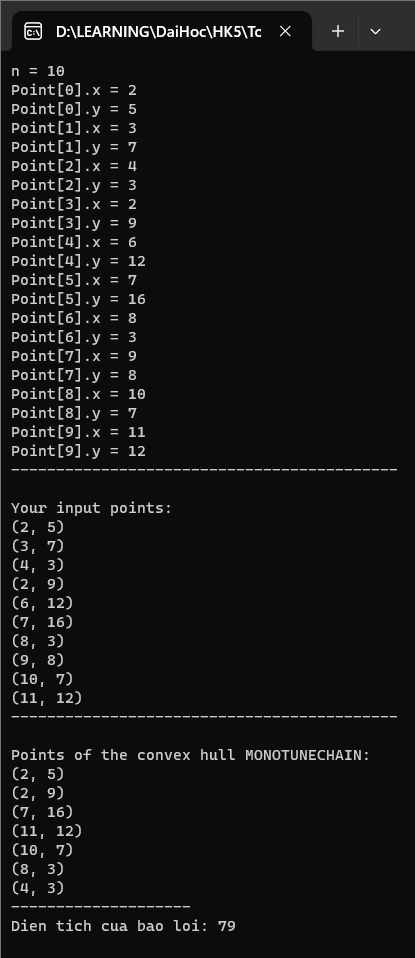 D:\LEARNING\DaiHoc\HK5\Tc
n = 10
Point[0].x = 2
Point[0].y = 5
Point[1].x = 3
Point[1].y = 7
Point[2].x = 4
Point[2].y = 3
Point[3].x = 2
Point[3].y = 9
Point[4].x = 6
Point[4].y = 12
Point[5].x = 7
Point[5].y = 16
Point[6].x = 8
Point[6].y = 3
Point[7].x = 9
Point[7].y = 8
Point[8].x = 10
Point[8].y = 7
Point[9].x = 11
Point[9].y = 12
-------------------------------------------
Your input points:
(2, 5)
(3, 7)
(4, 3)
(2, 9)
(6, 12)
(7, 16)
(8, 3)
(9, 8)
(10, 7)
(11, 12)
-------------------------------------------
Points of the convex hull MONOTUNECHAIN:
(2, 5)
(2, 9)
(7, 16)
(11, 12)
(10, 7)
(8, 3)
(4, 3)
--------------------
Dien tich cua bao loi: 79